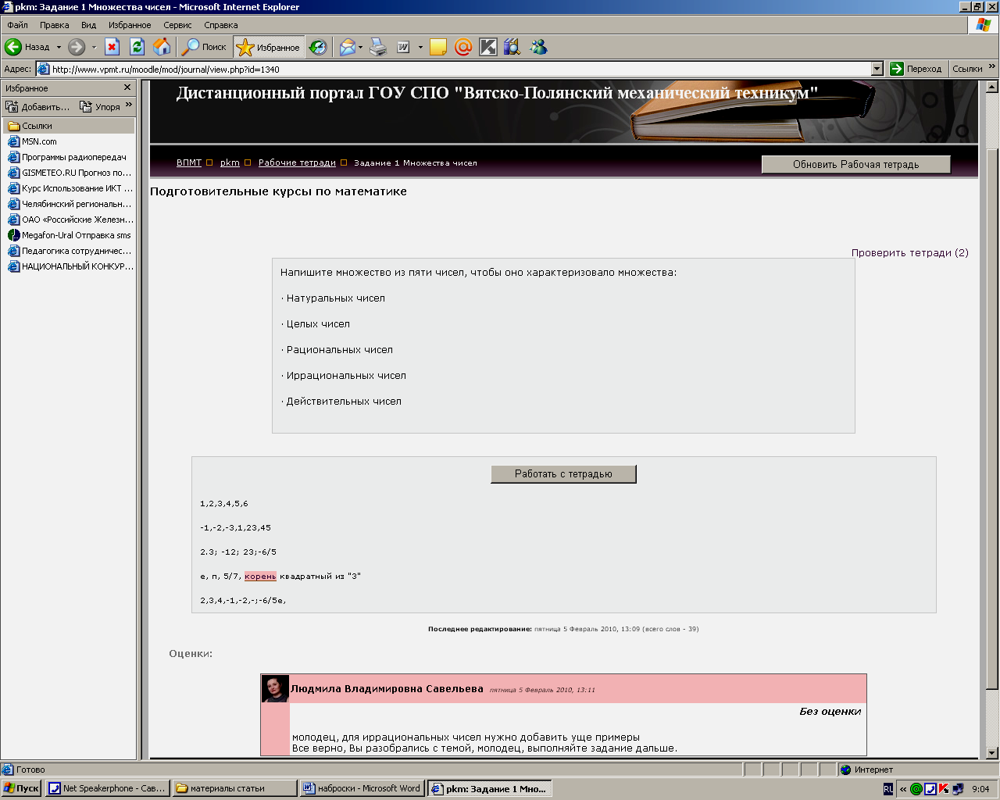 pkm: Задание 1 Множества чисел - Microsoft Internet Explorer
Файл Правка Вид Избранное Сервис Справка
Назад Поиск Избранное
Адрес: http://www.vpmt.ru/moodle/mod/journal/view.php?id=1340 Переход Ссылки »
Избранное
Добавить... Упоря »
Ссылки
MSN.com
Программы радиопередач
GISMETEO.RU Прогноз по...
Курс Использование ИКТ ...
Челябинский региональн...
ОАО «Российские Железн...
Megafon-Ural Отправка sms
Педагогика сотрудничес...
НАЦИОНАЛЬНЫЙ КОНКУР...
Дистанционный портал ГОУ СПО "Вятско-Полянский механический техникум"
ВПМТ pkm Рабочие тетради Задание 1 Множества чисел
Обновить Рабочая тетрадь
Подготовительные курсы по математике
Проверить тетради (2)
Напишите множество из пяти чисел, чтобы оно характеризовало множества:
· Натуральных чисел
· Целых чисел
· Рациональных чисел
· Иррациональных чисел
· Действительных чисел
Работать с тетрадью
1,2,3,4,5,6
-1,-2,-3,1,23,45
2.3; -12; 23;-6/5
е, п, 5/7, корень квадратный из "3"
2,3,4,-1,-2,-;-6/5е,
Последнее редактирование: пятница 5 Февраль 2010, 13:09 (всего слов - 39)
Оценки:
Людмила Владимировна Савельева пятница 5 Февраль 2010, 13:11
Без оценки
молодец, для иррациональных чисел нужно добавить уще примеры
Все верно, Вы разобрались с темой, молодец, выполняйте задание дальше.
Готово
Интернет
Пуск
Net Speakerphone - Сав...
материалы статьи
наброски - Microsoft Word
pkm: Задание 1 Мно...
RU « 9:04